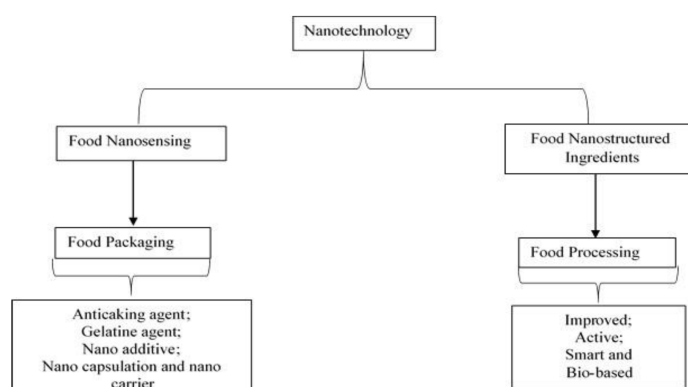 Nanotechnology
Food Nanosensing
Food Nanostructured
Ingredients
Food Packaging
Food Processing
Anticaking agent;
Gelatine agent;
Nano additive;
Nano capsulation and nano
carrier
Improved;
Active;
Smart and
Bio-based